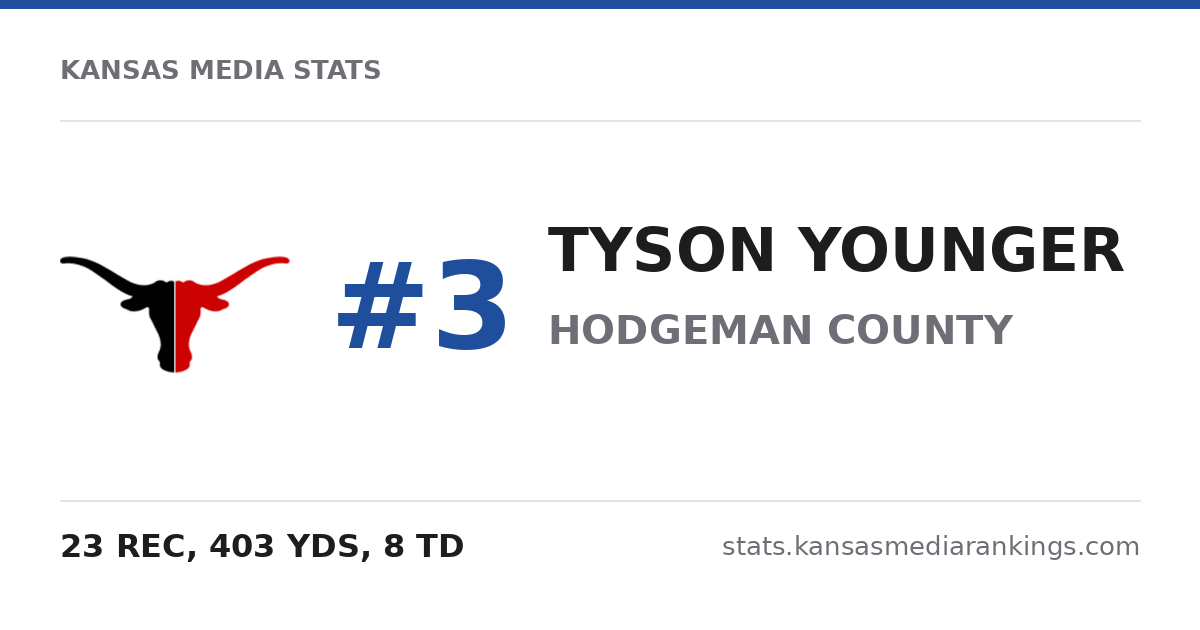 KANSAS MEDIA STATS
#3
TYSON YOUNGER
HODGEMAN COUNTY
23 REC, 403 YDS, 8 TD
stats.kansasmediarankings.com